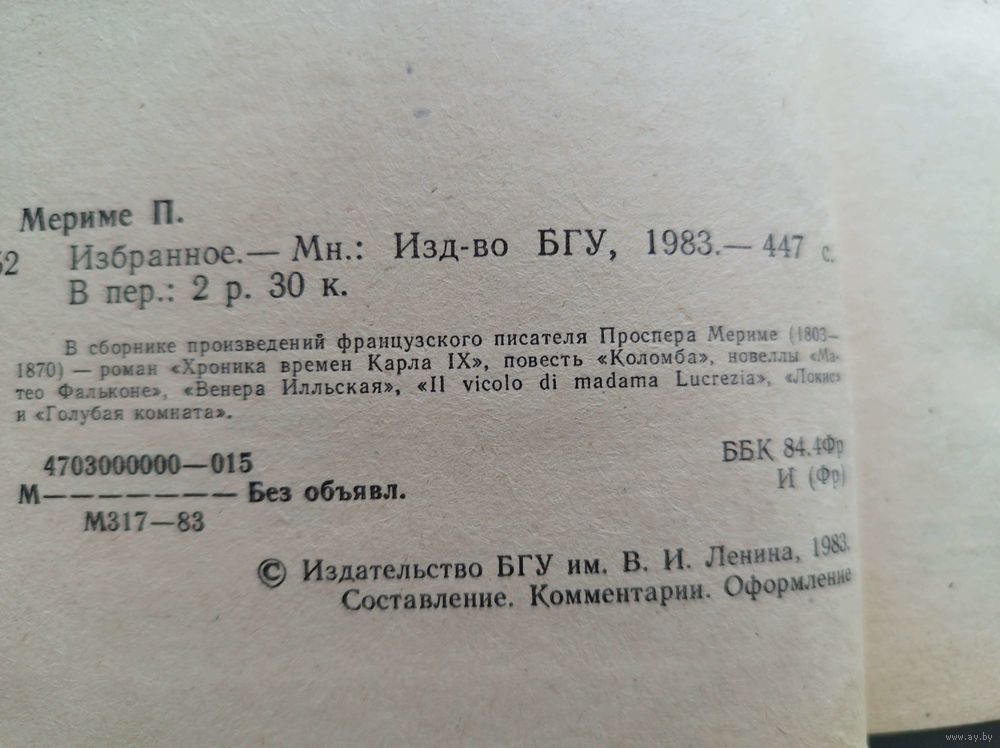 Мериме П.
52 Избранное.— Мн.: Изд-во БГУ, 1983.— 447 с.
В пер.: 2 р. 30 к.
В сборнике произведений французского писателя Проспера Мериме (1803—
1870) — роман «Хроника времен Карла IX», повесть «Коломба», новеллы «Ма-
тео Фальконе», «Венера Илльская», «Il vicolo di madama Lucrezia», «Локис»
и «Голубая комната».
4703000000—015
М——————— Без объявл.
М317—83
ББК 84.4Фр
И (Фр)
© Издательство БГУ им. В. И. Ленина, 1983.
Составление. Комментарии. Оформление
www.ay.by